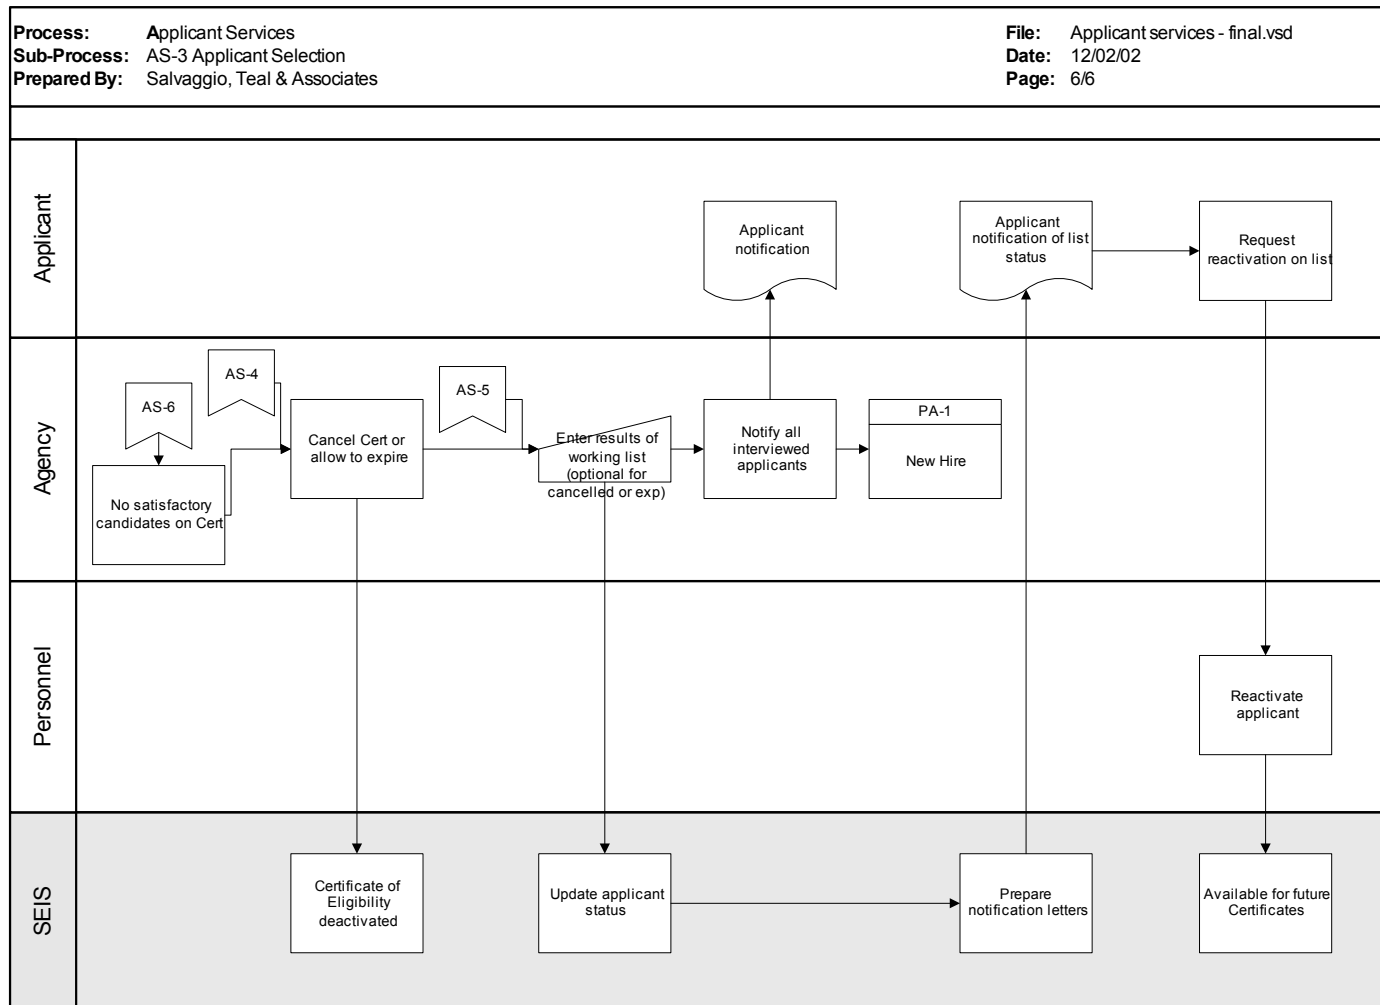 Process: Applicant Services
Sub-Process: AS-3 Applicant Selection
Prepared By: Salvaggio, Teal & Associates
File: Applicant services - final.vsd
Date: 12/02/02
Page: 6/6
Applicant
Applicant
notification
Applicant
notification of list
status
Request
reactivation on list
Agency
AS-6
AS-4
AS-5
No satisfactory
candidates on Cert
Cancel Cert or
allow to expire
Enter results of
working list
(optional for
cancelled or exp)
Notify all
interviewed
applicants
PA-1
New Hire
Personnel
Reactivate
applicant
SEIS
Certificate of
Eligibility
deactivated
Update applicant
status
Prepare
notification letters
Available for future
Certificates